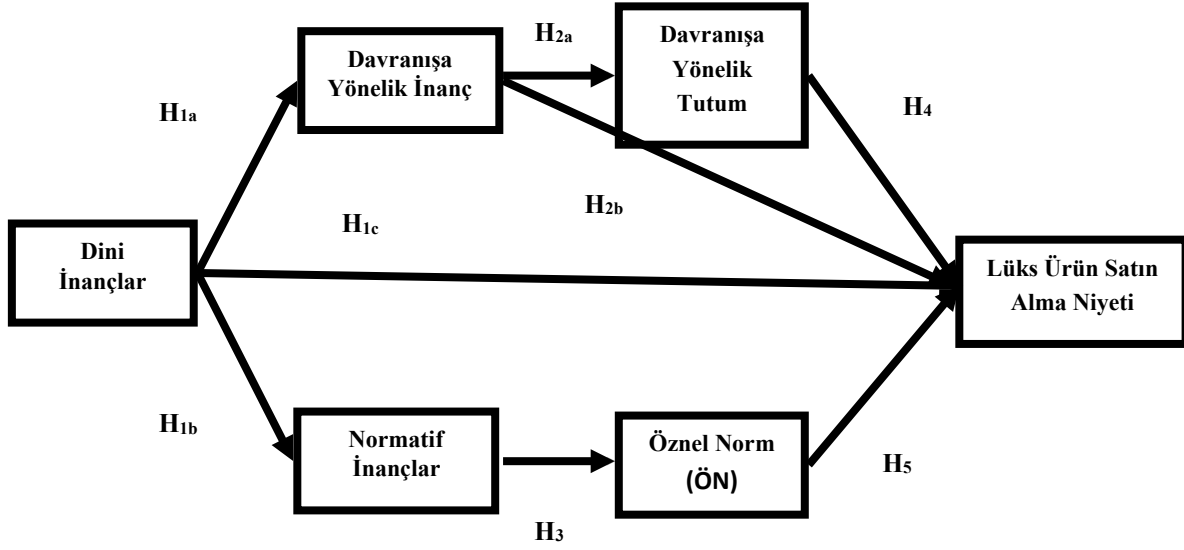 H2a
Davranışa
Yönelik
Tutum
Davranışa
Yönelik İnanç
H1a
H4
H2b
H1c
Dini
İnançlar
Lüks Ürün Satın
Alma Niyeti
H1b
Normatif
İnançlar
Öznel Norm
(ÖN)
H5
H3